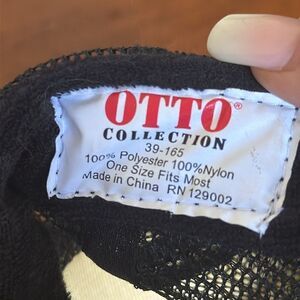 OTTO®
COLLECTION
39-165
100% Polyester 100%Nylon
One Size Fits Most
Made in China RN 129002